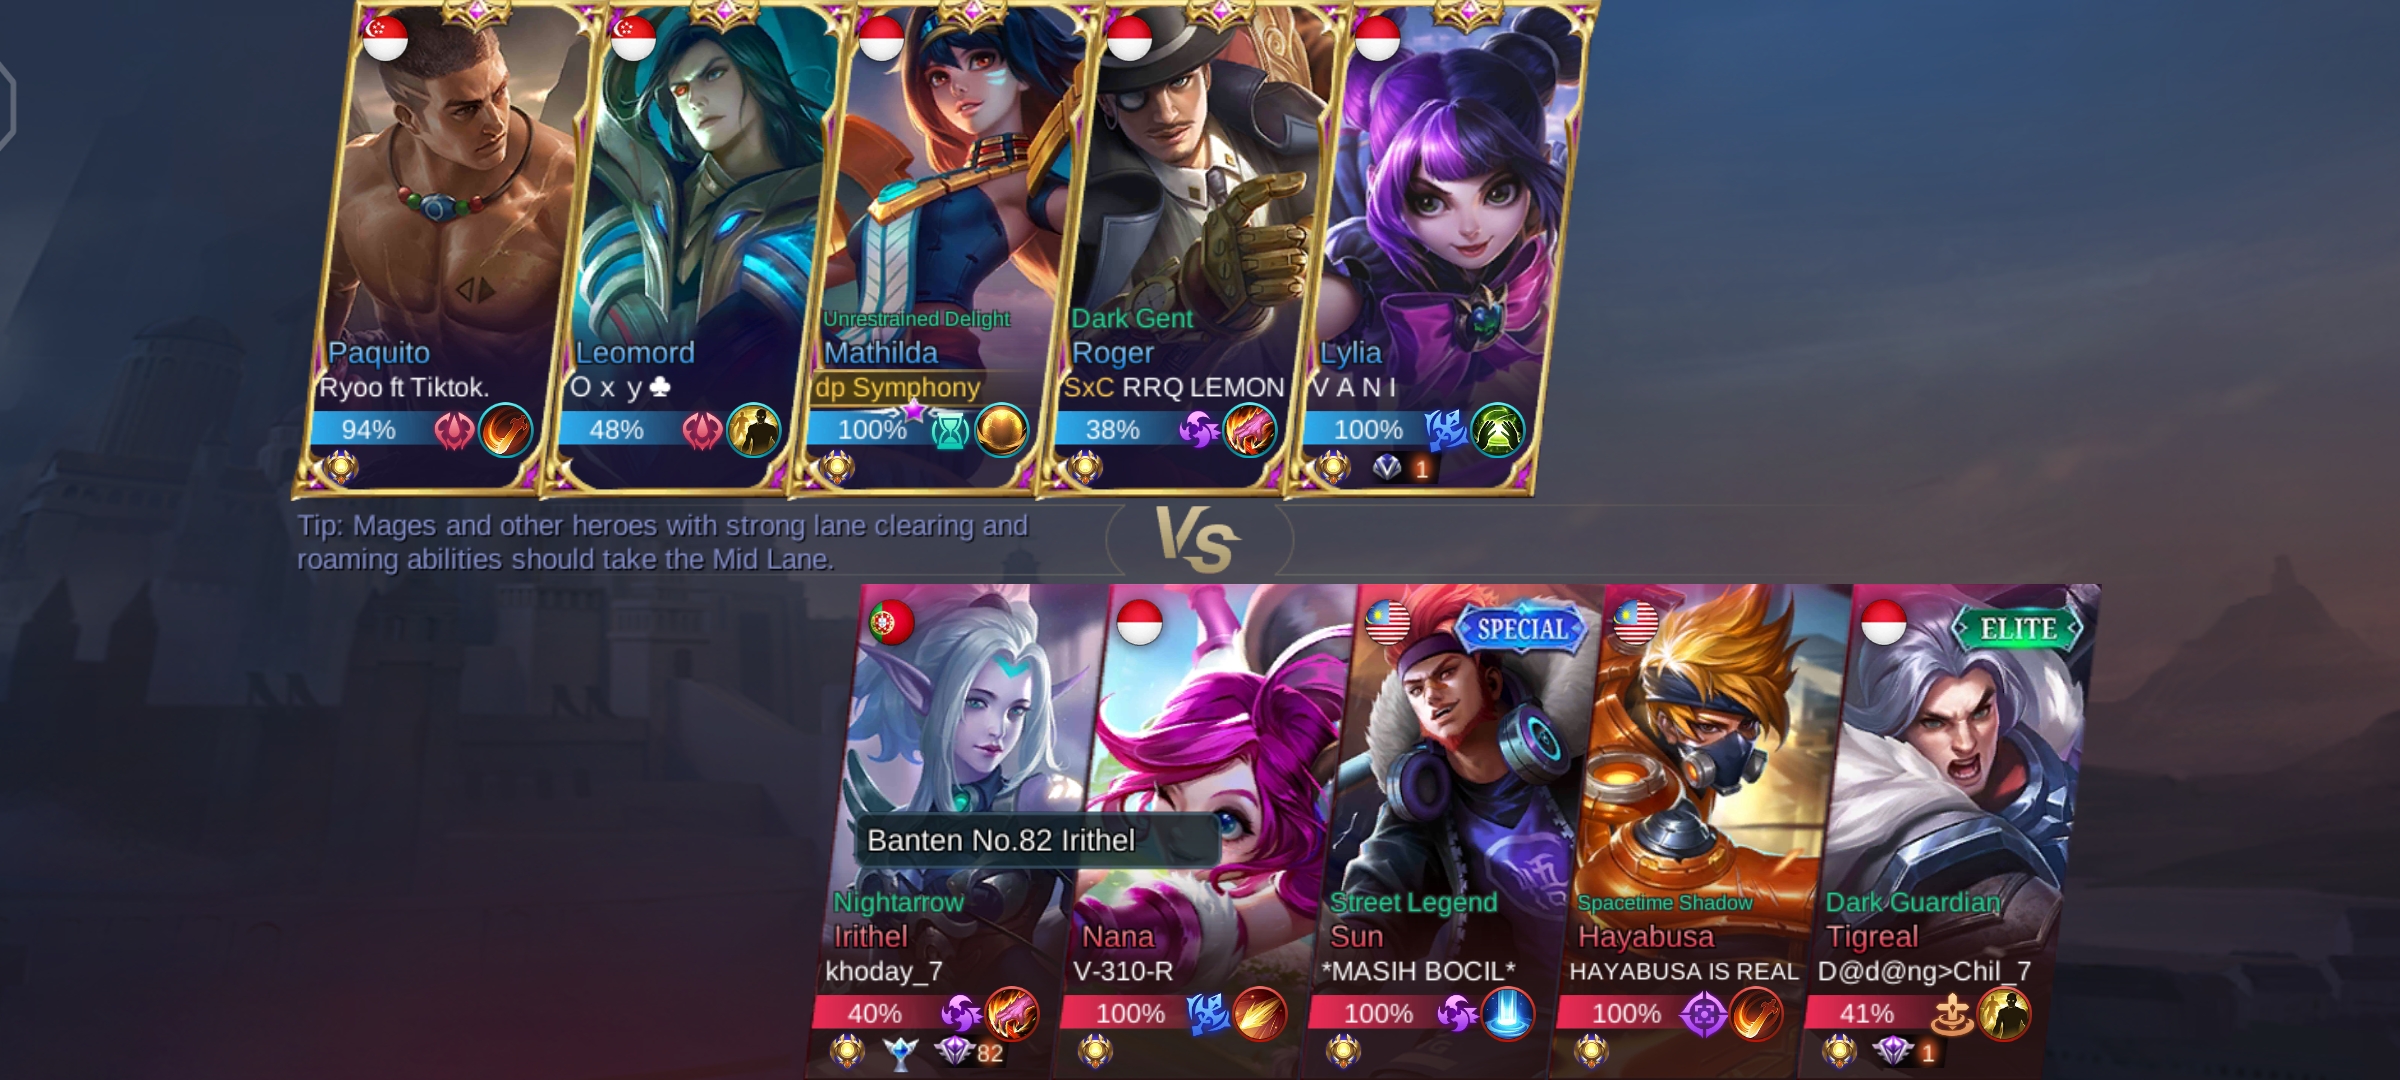 Unrestrained Delight
Dark Gent
Paquito
Leomord
Mathilda
Roger
Lylia
Ryoo ft Tiktok.
O x y♣
dp Symphony
SxC RRQ LEMON
V A N I
94%
48%
100%
38%
100%
1
Tip: Mages and other heroes with strong lane clearing and
roaming abilities should take the Mid Lane.
VS
SPECIAL
ELITE
Banten No.82 Irithel
Nightarrow
Street Legend
Spacetime Shadow
Dark Guardian
Irithel
Nana
Sun
Hayabusa
Tigreal
khoday_7
V-310-R
*MASIH BOCIL*
HAYABUSA IS REAL
D@d@ng>Chil_7
40%
100%
100%
100%
41%
82
1